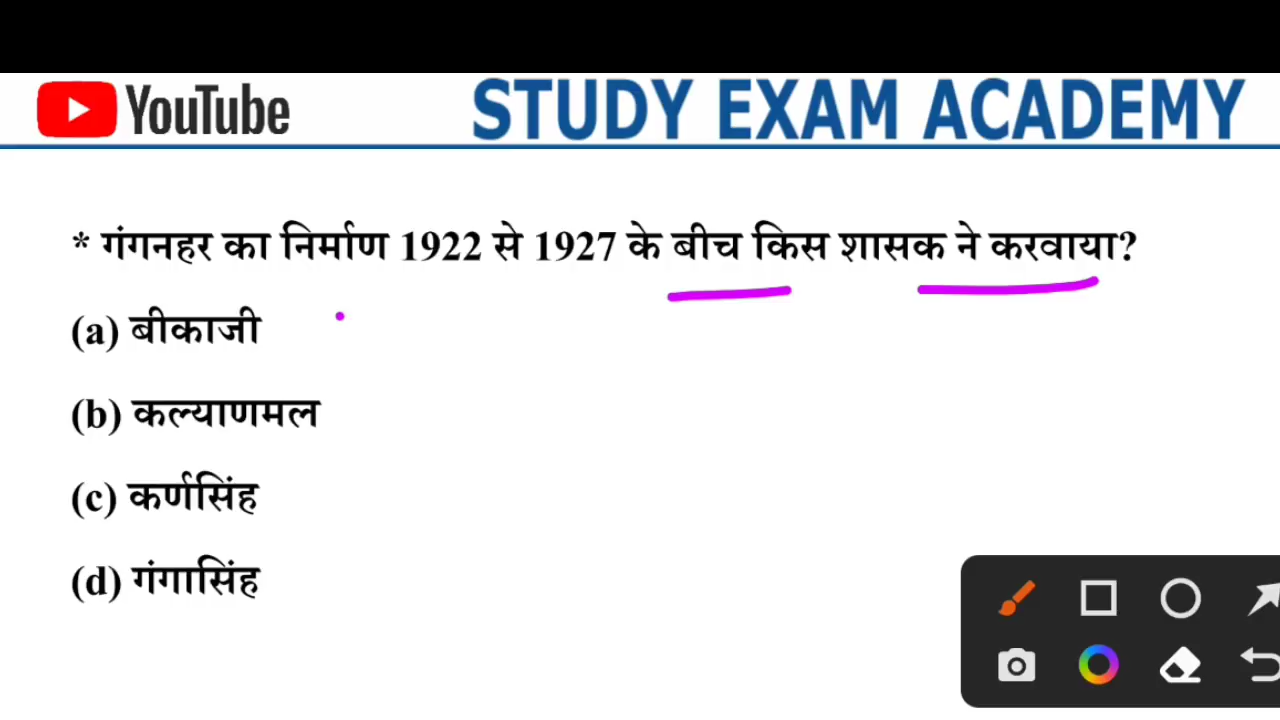 YouTube STUDY EXAM ACADEMY
* गंगनहर का निर्माण 1922 से 1927 के बीच किस शासक ने करवाया?
(a) बीकाजी
(b) कल्याणमल
(c) कर्णसिंह
(d) गंगासिंह